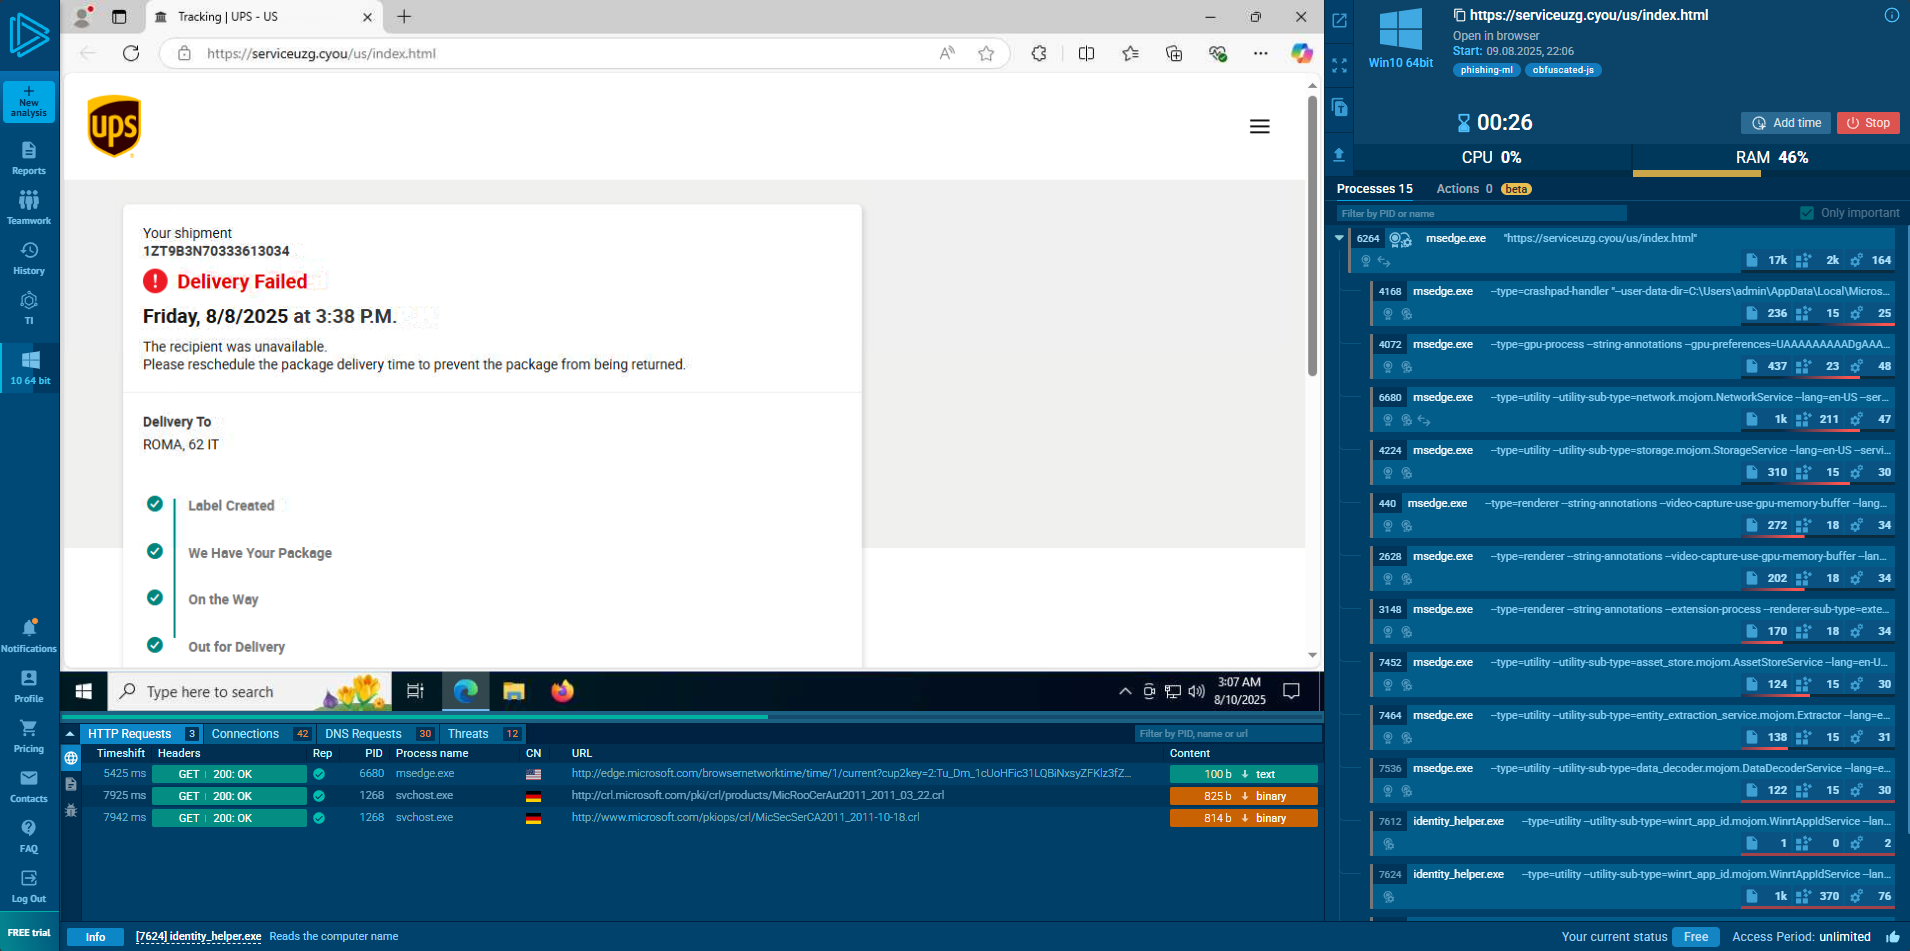 Tracking | UPS - US
https://serviceuzg.cyou/us/index.html
ups
Your shipment
1ZT9B3N70333613034
Delivery Failed
Friday, 8/8/2025 at 3:38 P.M.
The recipient was unavailable.
Please reschedule the package delivery time to prevent the package from being returned.
Delivery To
ROMA, 62 IT
Label Created
We Have Your Package
On the Way
Out for Delivery
Type here to search
3:07 AM
8/10/2025
New
analysis
Reports
Teamwork
History
TI
10 64 bit
Notifications
Profile
Pricing
Contacts
FAQ
Log Out
FREE trial
HTTP Requests 3 Connections 42 DNS Requests 30 Threats 12 Filter by PID, name or url
Timeshift Headers Rep PID Process name CN URL Content
5425 ms GET 200: OK 6680 msedge.exe http://edge.microsoft.com/browsernetworktime/time/1/current?cup2key=2:Tu_Dm_1cUoHFic31LQBiNxsyZFKlz3fZ... 100 b text
7925 ms GET 200: OK 1268 svchost.exe http://crl.microsoft.com/pki/crl/products/MicRooCerAut2011_2011_03_22.crl 825 b binary
7942 ms GET 200: OK 1268 svchost.exe http://www.microsoft.com/pkiops/crl/MicSecSerCA2011_2011-10-18.crl 814 b binary
Info [7624] identity_helper.exe Reads the computer name
Win10 64bit
https://serviceuzg.cyou/us/index.html
Open in browser
Start: 09.08.2025, 22:06
phishing-ml obfuscated-js
00:26 Add time Stop
CPU 0% RAM 46%
Processes 15 Actions 0 beta
Filter by PID or name Only important
6264 msedge.exe "https://serviceuzg.cyou/us/index.html"
17k 2k 164
4168 msedge.exe --type=crashpad-handler "--user-data-dir=C:\Users\admin\AppData\Local\Micros...
236 15 25
4072 msedge.exe --type=gpu-process --string-annotations --gpu-preferences=UAAAAAAAAADgAAA...
437 23 48
6680 msedge.exe --type=utility --utility-sub-type=network.mojom.NetworkService --lang=en-US --ser...
1k 211 47
4224 msedge.exe --type=utility --utility-sub-type=storage.mojom.StorageService --lang=en-US --servi...
310 15 30
440 msedge.exe --type=renderer --string-annotations --video-capture-use-gpu-memory-buffer --lang...
272 18 34
2628 msedge.exe --type=renderer --string-annotations --video-capture-use-gpu-memory-buffer --lan...
202 18 34
3148 msedge.exe --type=renderer --string-annotations --extension-process --renderer-sub-type=exte...
170 18 34
7452 msedge.exe --type=utility --utility-sub-type=asset_store.mojom.AssetStoreService --lang=en-U...
124 15 30
7464 msedge.exe --type=utility --utility-sub-type=entity_extraction_service.mojom.Extractor --lang=e...
138 15 31
7536 msedge.exe --type=utility --utility-sub-type=data_decoder.mojom.DataDecoderService --lang=e...
122 15 30
7612 identity_helper.exe --type=utility --utility-sub-type=winrt_app_id.mojom.WinrtAppIdService --lan...
1 0 2
7624 identity_helper.exe --type=utility --utility-sub-type=winrt_app_id.mojom.WinrtAppIdService --lan...
1k 370 76
Your current status Free Access Period: unlimited